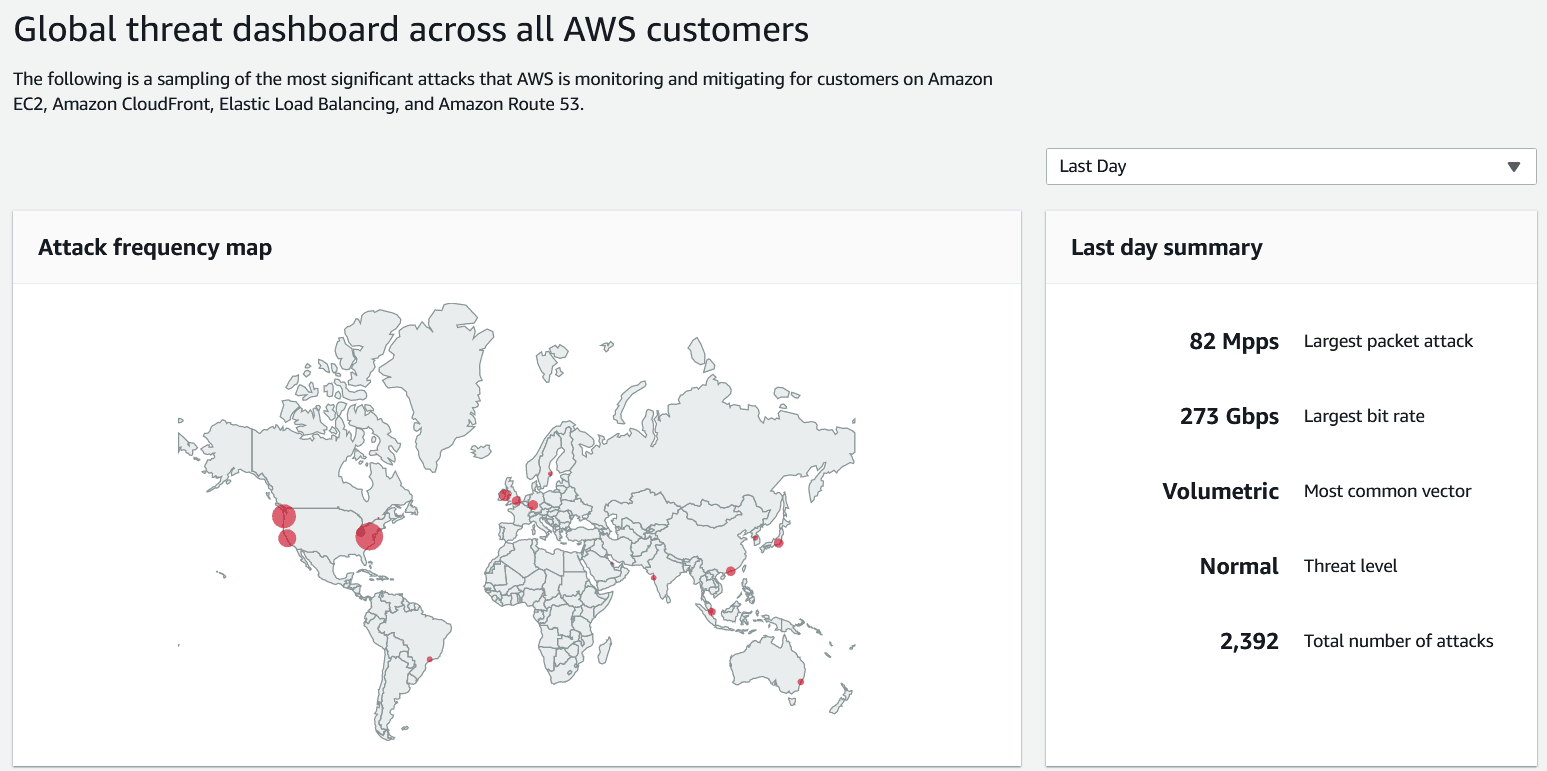 Global threat dashboard across all AWS customers
The following is a sampling of the most significant attacks that AWS is monitoring and mitigating for customers on Amazon
EC2, Amazon CloudFront, Elastic Load Balancing, and Amazon Route 53.
Last Day
Attack frequency map
Last day summary
82 Mpps Largest packet attack
273 Gbps Largest bit rate
Volumetric Most common vector
Normal Threat level
2,392 Total number of attacks